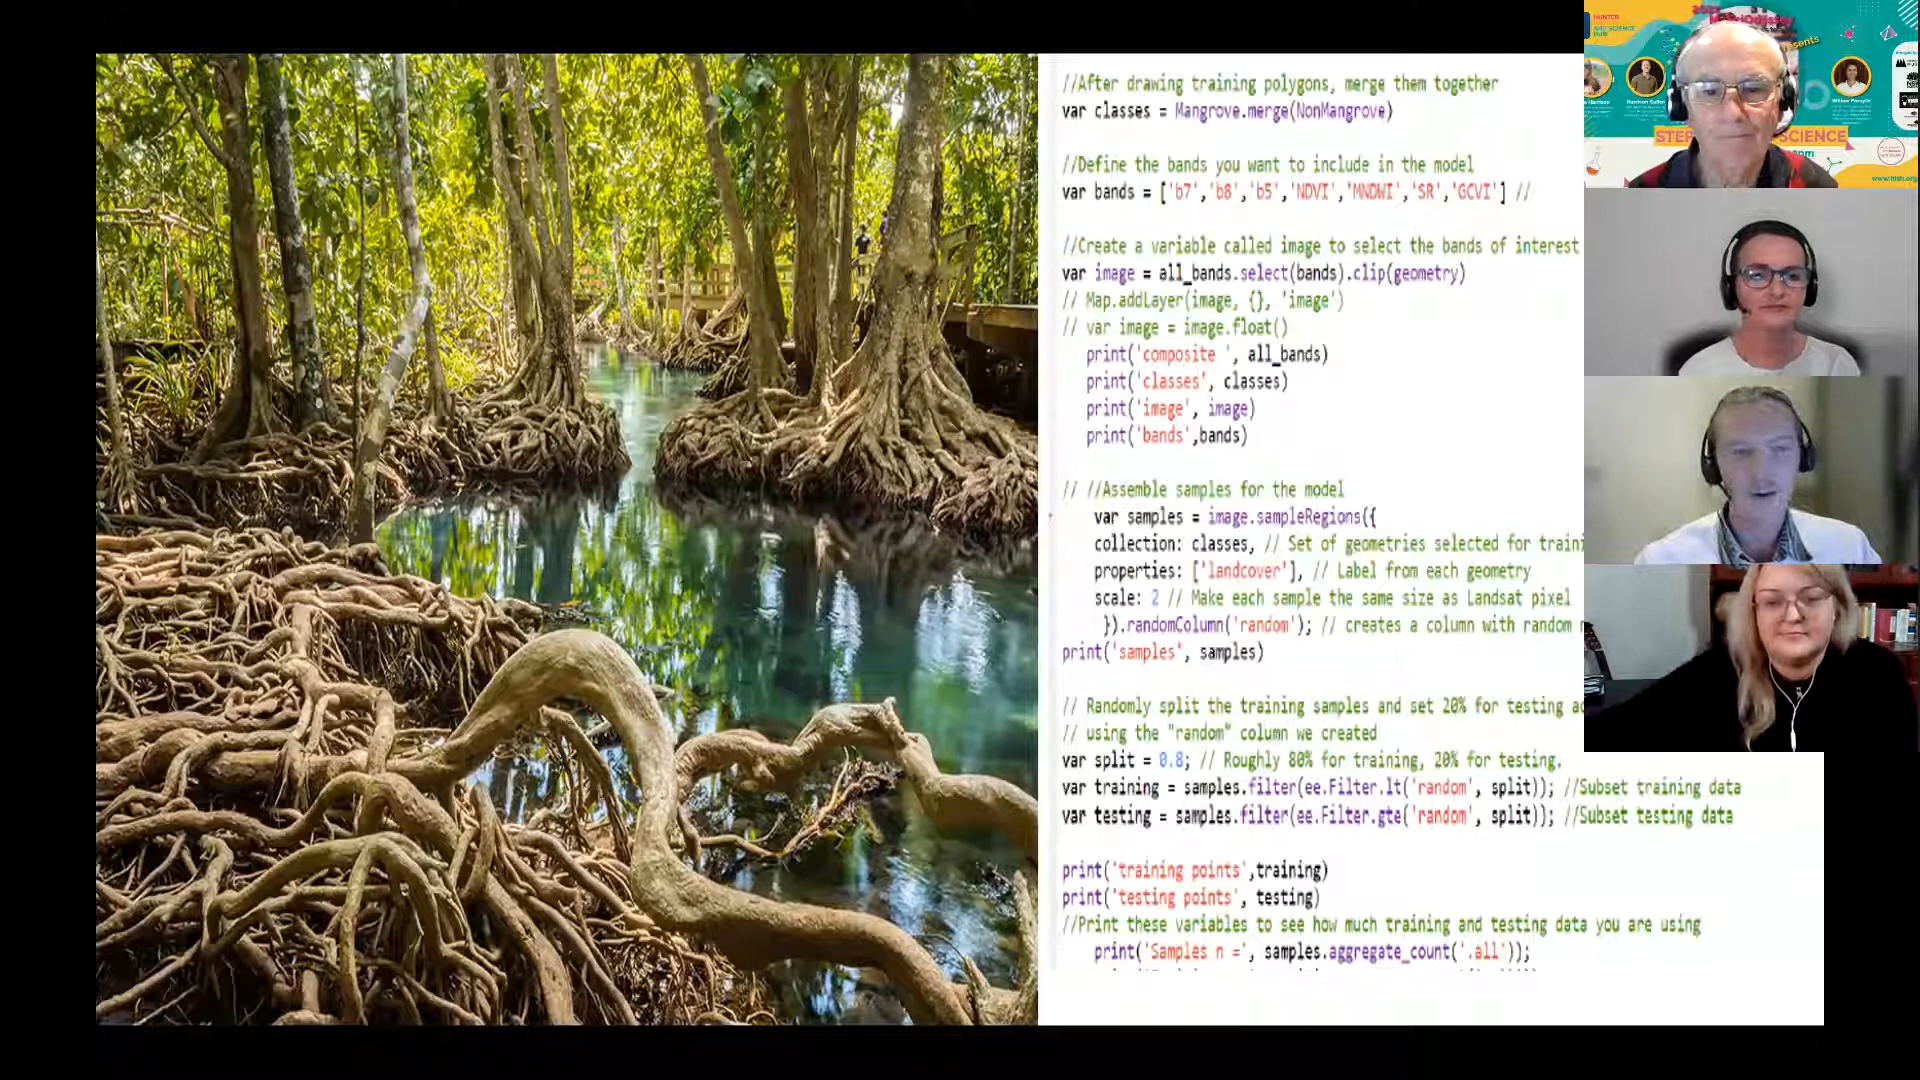 //After drawing training polygons, merge them together
var classes = Mangrove.merge(NonMangrove)
//Define the bands you want to include in the model
var bands = ['b7','b8','b5','NDVI','MNDWI','SR','GCVI'] //
//Create a variable called image to select the bands of interest
var image = all_bands.select(bands).clip(geometry)
// Map.addLayer(image, {}, 'image')
// var image = image.float()
print('composite ', all_bands)
print('classes', classes)
print('image', image)
print('bands',bands)
// //Assemble samples for the model
var samples = image.sampleRegions({
collection: classes, // Set of geometries selected for traini
properties: ['landcover'], // Label from each geometry
scale: 2 // Make each sample the same size as Landsat pixel
}).randomColumn('random'); // creates a column with random
print('samples', samples)
// Randomly split the training samples and set 20% for testing
// using the "random" column we created
var split = 0.8; // Roughly 80% for training, 20% for testing.
var training = samples.filter(ee.Filter.lt('random', split)); //Subset training data
var testing = samples.filter(ee.Filter.gte('random', split)); //Subset testing data
print('training points',training)
print('testing points', testing)
//Print these variables to see how much training and testing data you are using
print('Samples n =', samples.aggregate_count('.all'));
HUNTER
SCIENCE
www.hish.org